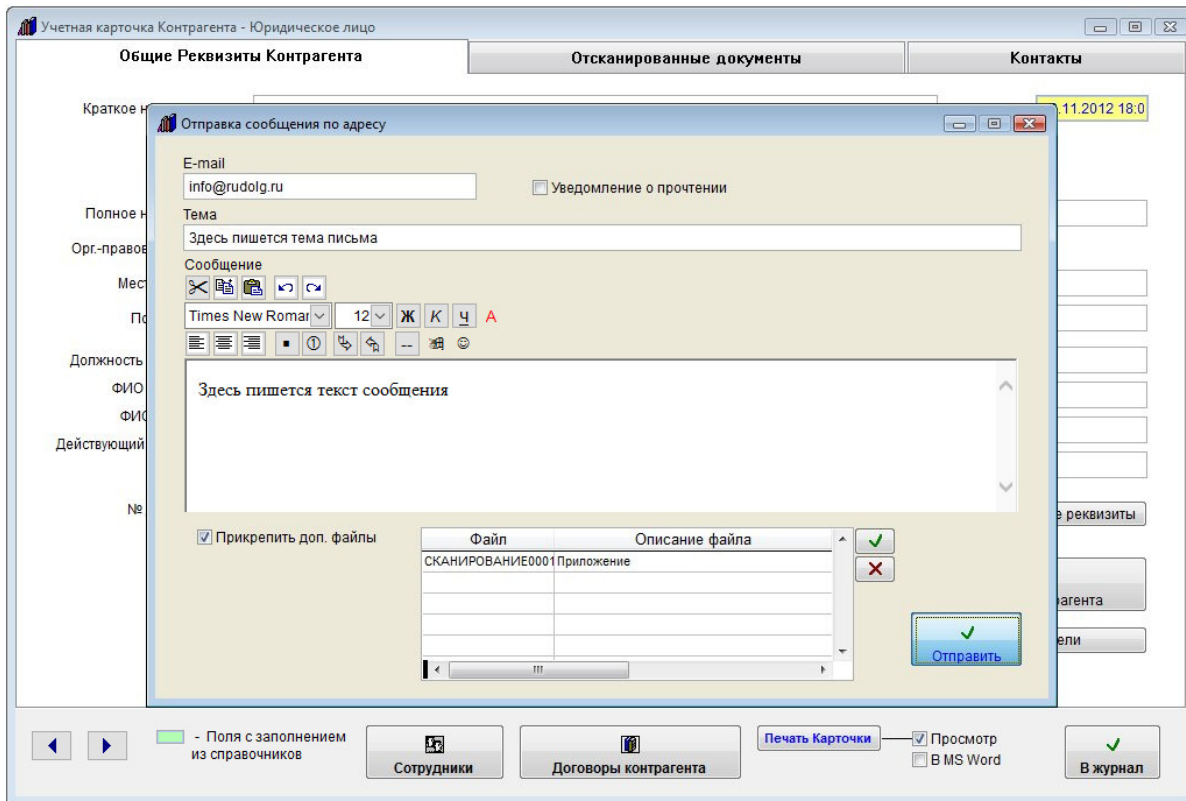 Учетная карточка Контрагента - Юридическое лицо
Общие Реквизиты Контрагента
Отсканированные документы
Контакты
Краткое н
.11.2012 18:0
Отправка сообщения по адресу
E-mail
info@rudolg.ru
Уведомление о прочтении
Полное н
Тема
Здесь пишется тема письма
Орг.-правов
Сообщение
Мест
Times New Romar
12
Ж К Ч А
По
Должность
ФИО
Здесь пишется текст сообщения
ФИО
Действующий
№
е реквизиты
Прикрепить доп. файлы
Файл
Описание файла
СКАНИРОВАНИЕ0001
Приложение
рагента
Отправить
ели
- Поля с заполнением
из справочников
Сотрудники
Договоры контрагента
Печать Карточки
Просмотр
В MS Word
В журнал